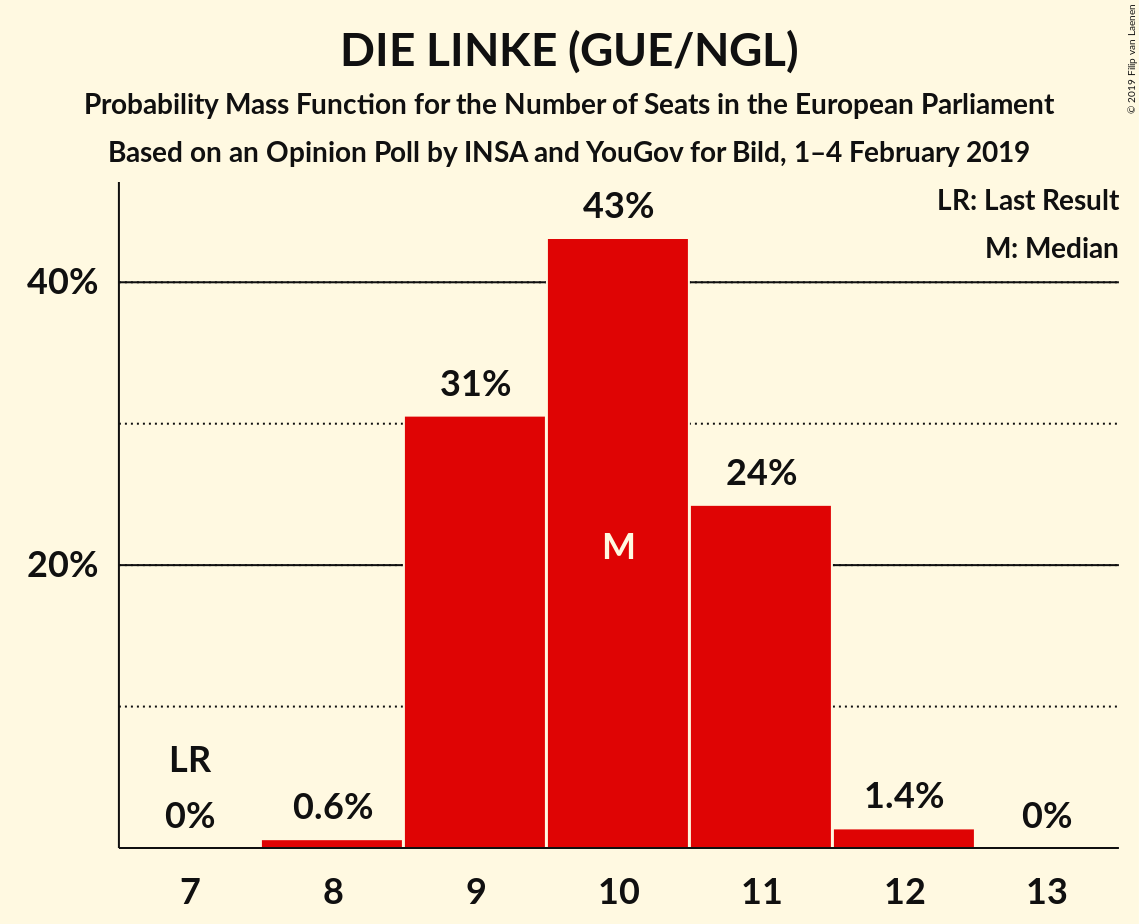 DIE LINKE (GUE/NGL)
Probability Mass Function for the Number of Seats in the European Parliament
Based on an Opinion Poll by INSA and YouGov for Bild, 1–4 February 2019
© 2019 Filip van Laenen
LR: Last Result
M: Median
43%
40%
31%
24%
M
20%
LR
0%
0.6%
1.4%
0%
7 8 9 10 11 12 13